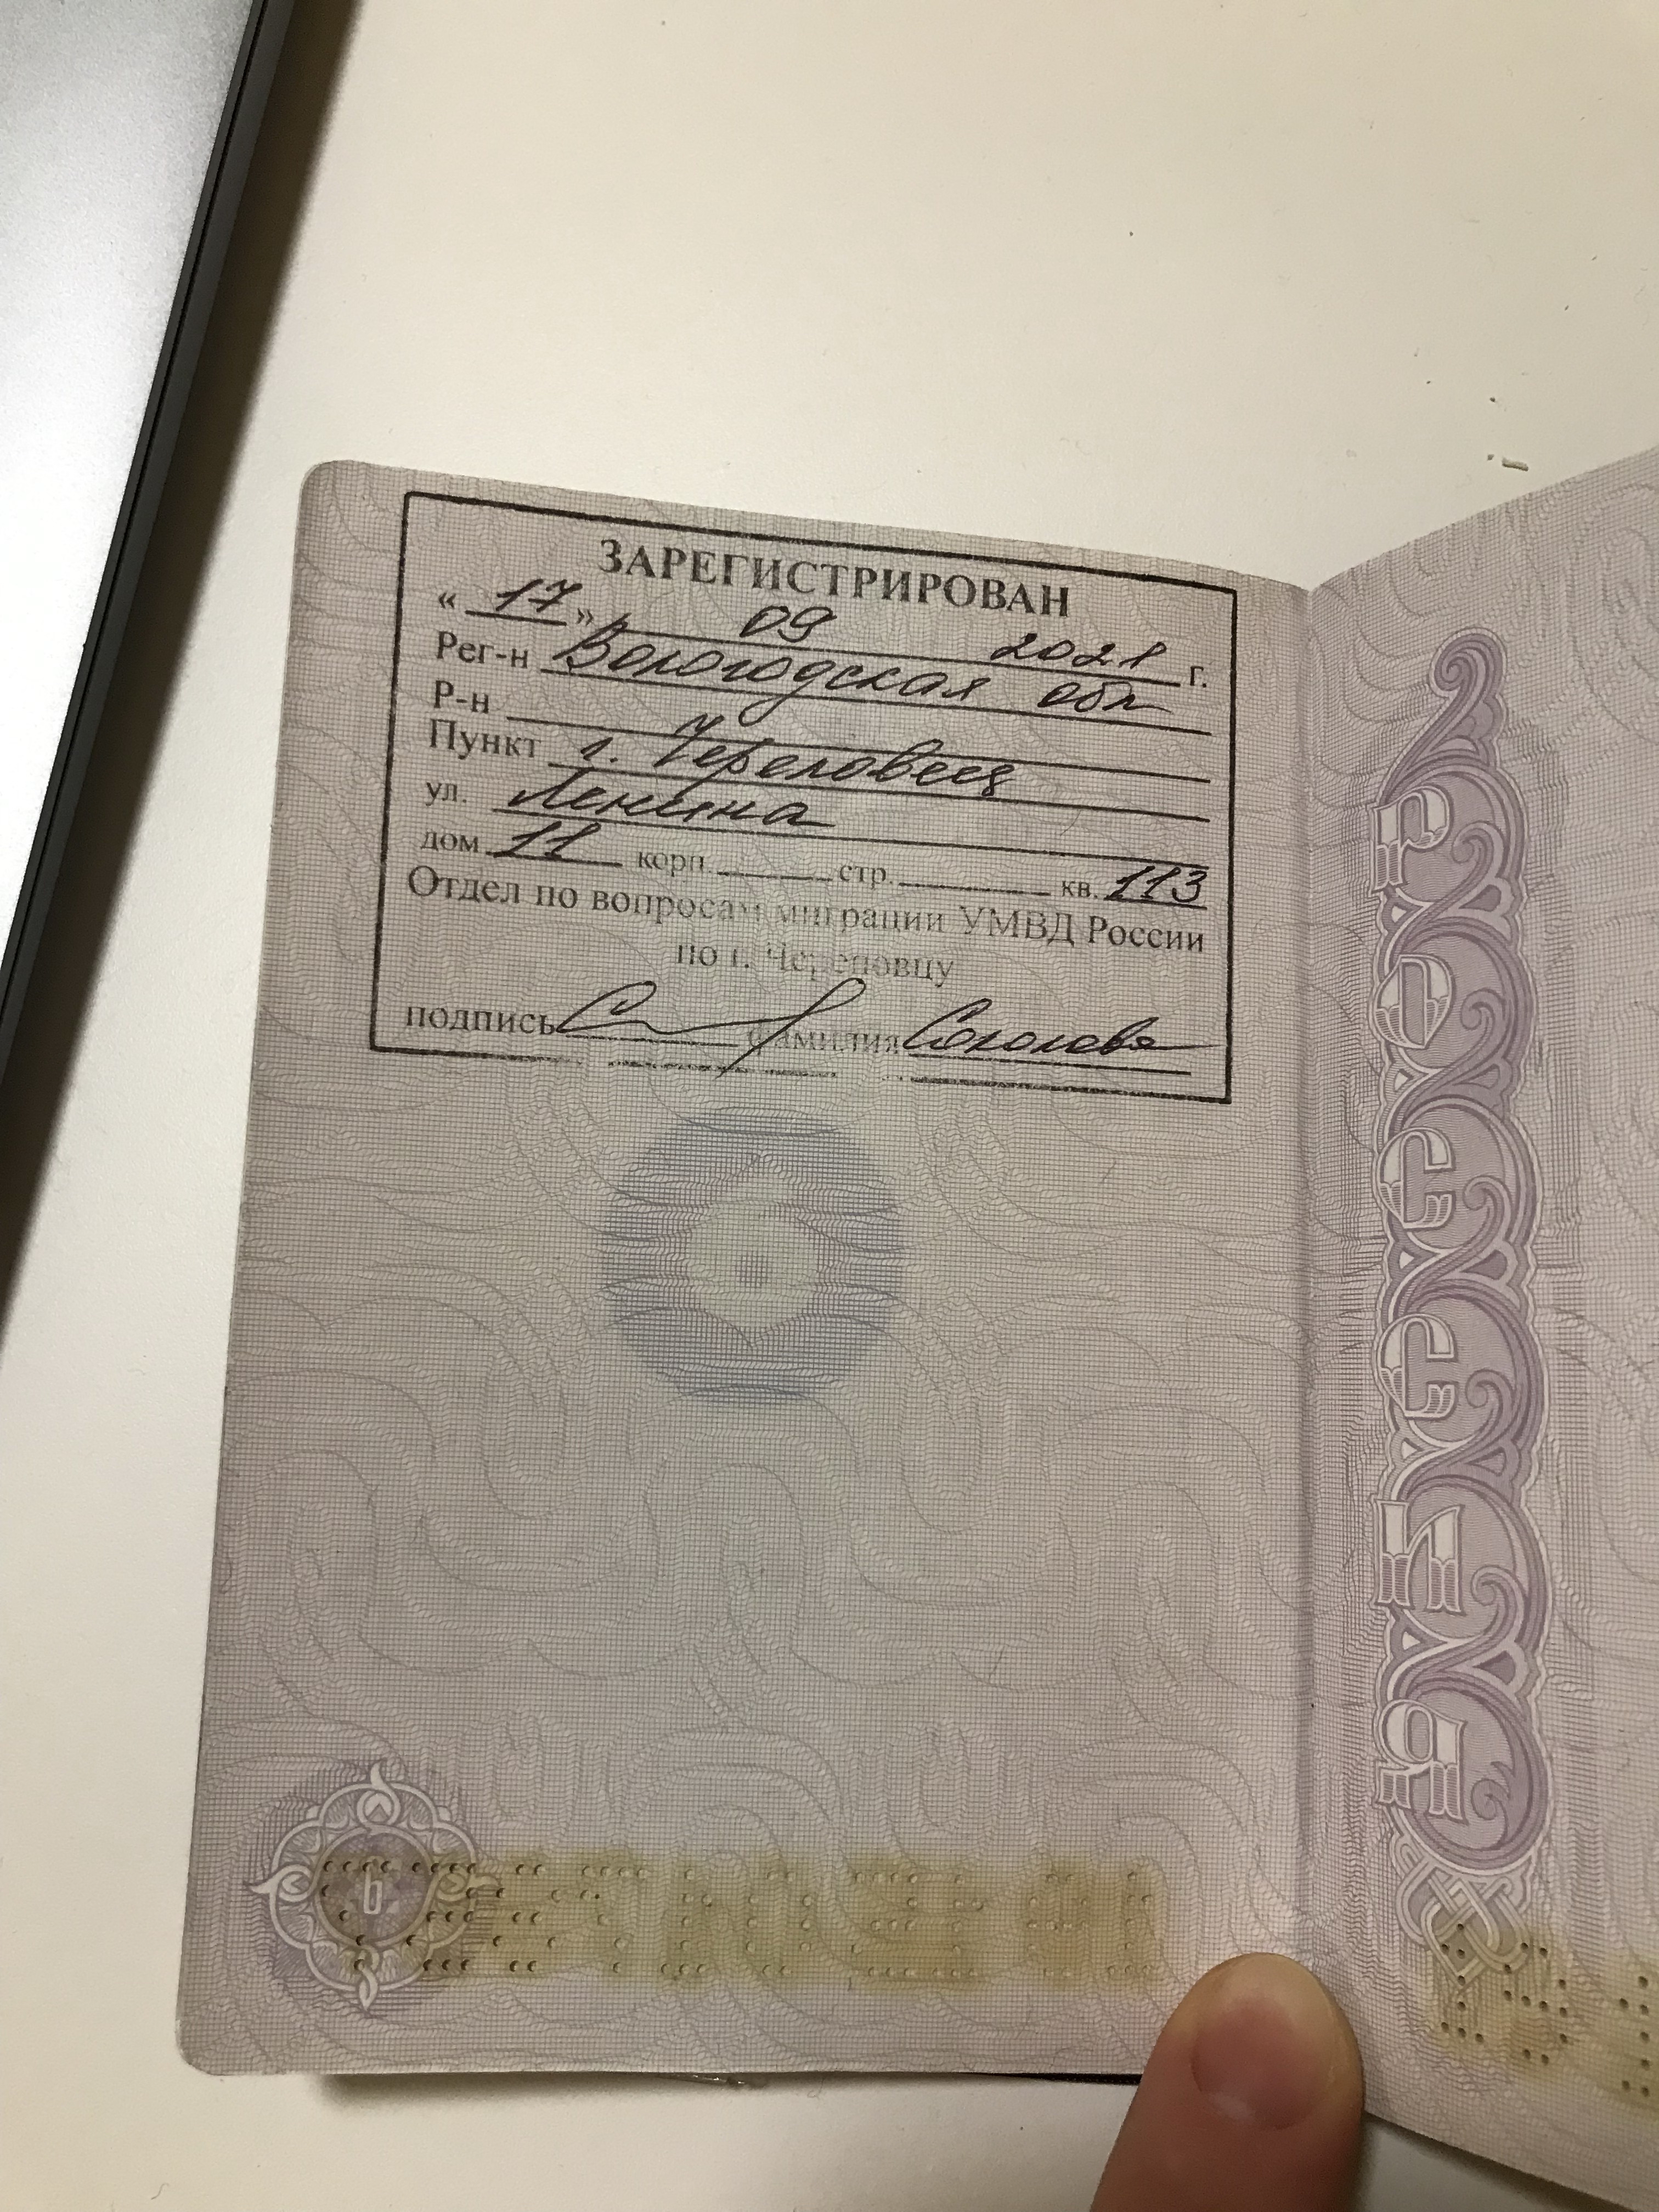 ЗАРЕГИСТРИРОВАН
« 17 » 09 2021 г.
Рег-н Вологодская обл
Р-н
Пункт г. Череповец
ул. Ленина
дом 11 корп. стр. кв. 113
Отдел по вопросам миграции УМВД России
по г. Череповцу
подпись фамилия Соколова
6
РОССИЯ